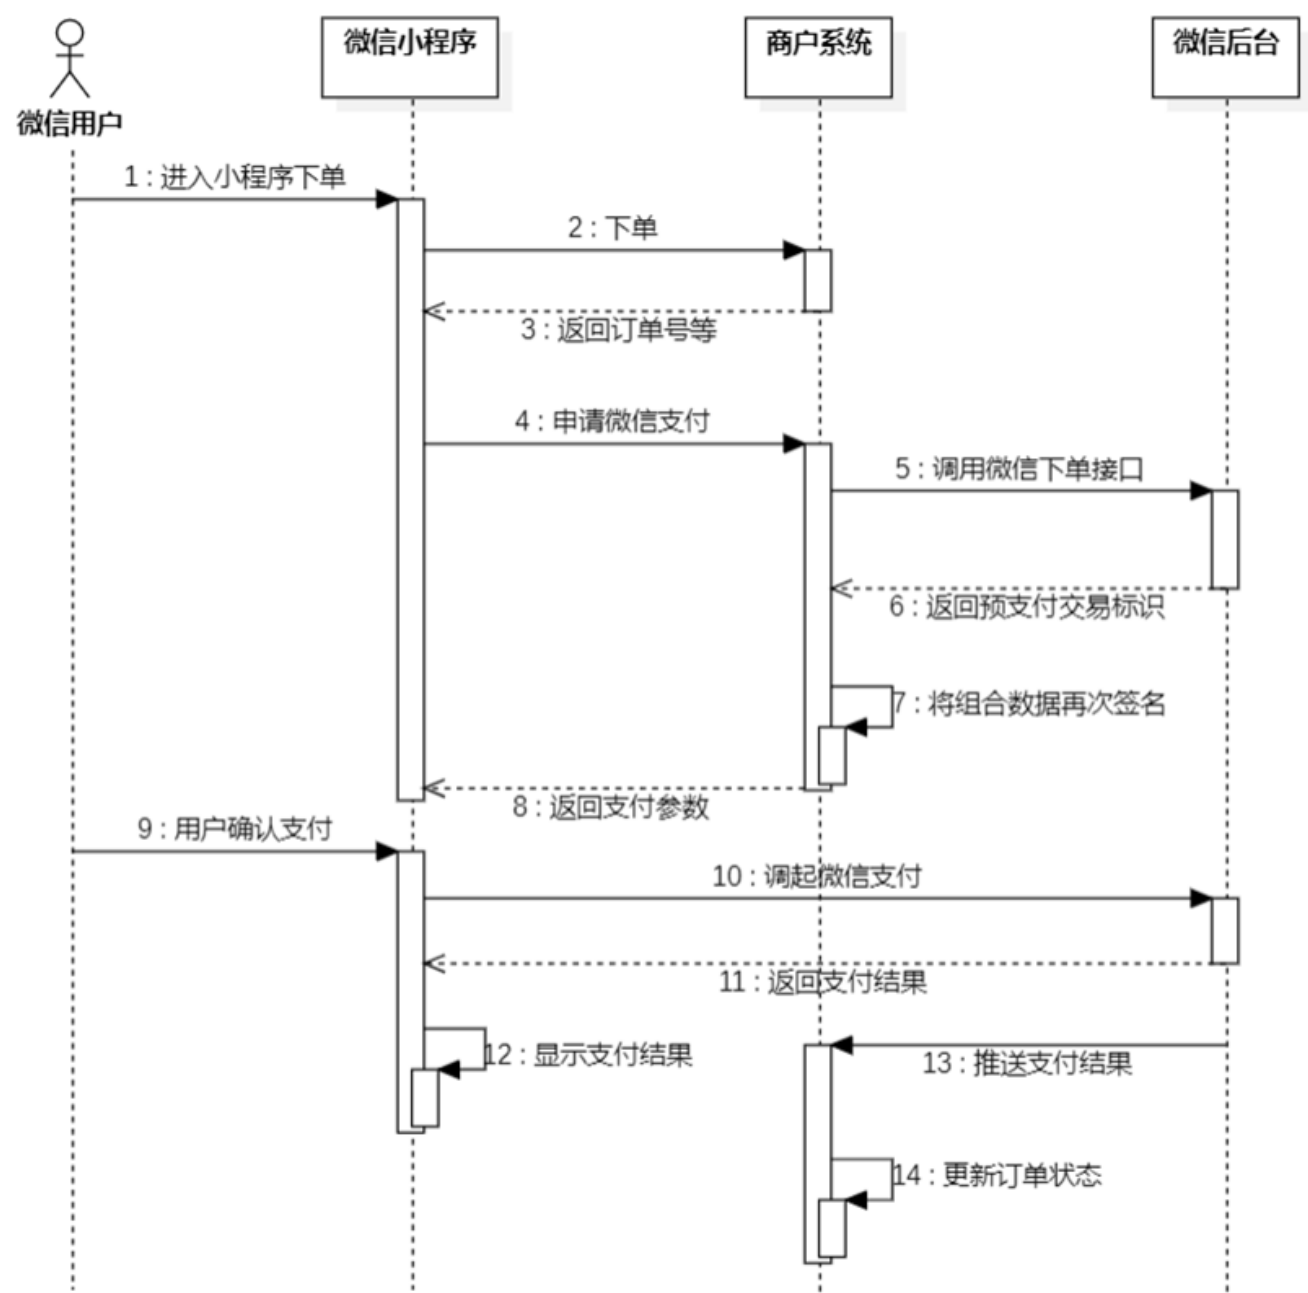 微信小程序
商户系统
微信后台
微信用户
1 : 进入小程序下单
2 : 下单
3 : 返回订单号等
4 : 申请微信支付
5 : 调用微信下单接口
6 : 返回预支付交易标识
7 : 将组合数据再次签名
8 : 返回支付参数
9 : 用户确认支付
10 : 调起微信支付
11 : 返回支付结果
12 : 显示支付结果
13 : 推送支付结果
14 : 更新订单状态